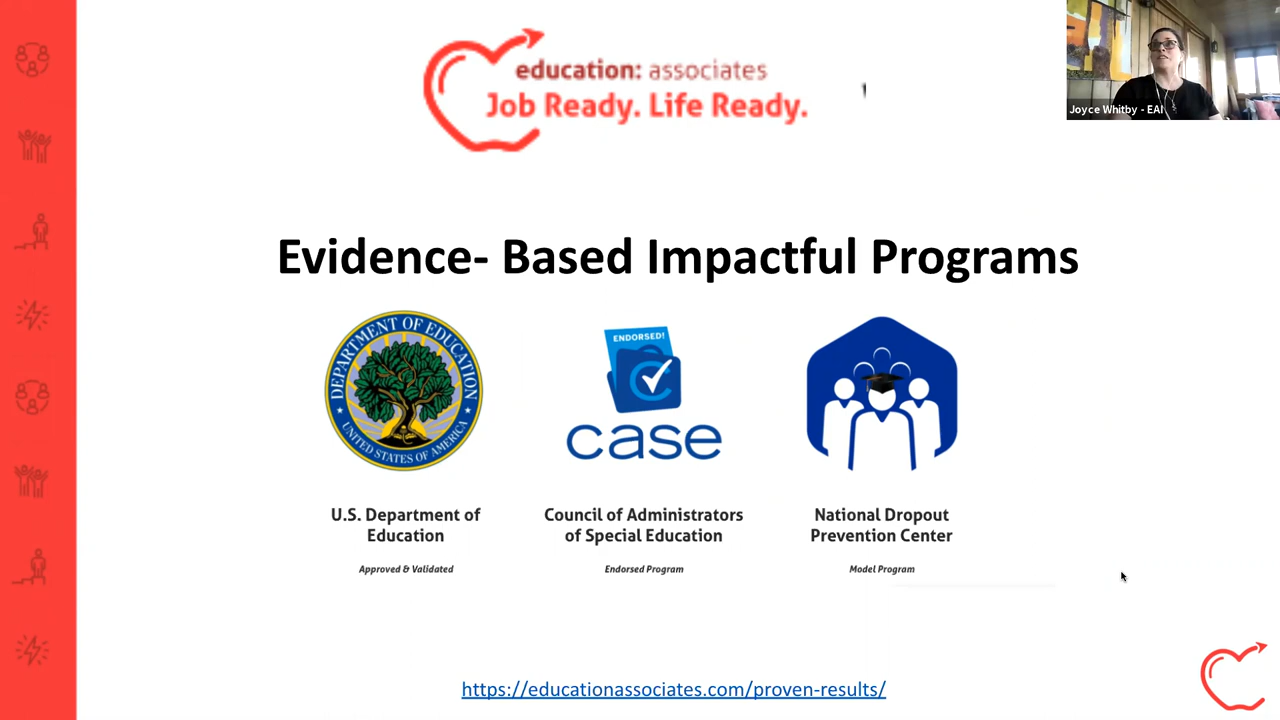 education: associates
Job Ready. Life Ready.
Joyce Whitby - EAI
Evidence- Based Impactful Programs
DEPARTMENT OF EDUCATION
UNITED STATES OF AMERICA
ENDORSED!
case
U.S. Department of
Education
Approved & Validated
Council of Administrators
of Special Education
Endorsed Program
National Dropout
Prevention Center
Model Program
https://educationassociates.com/proven-results/